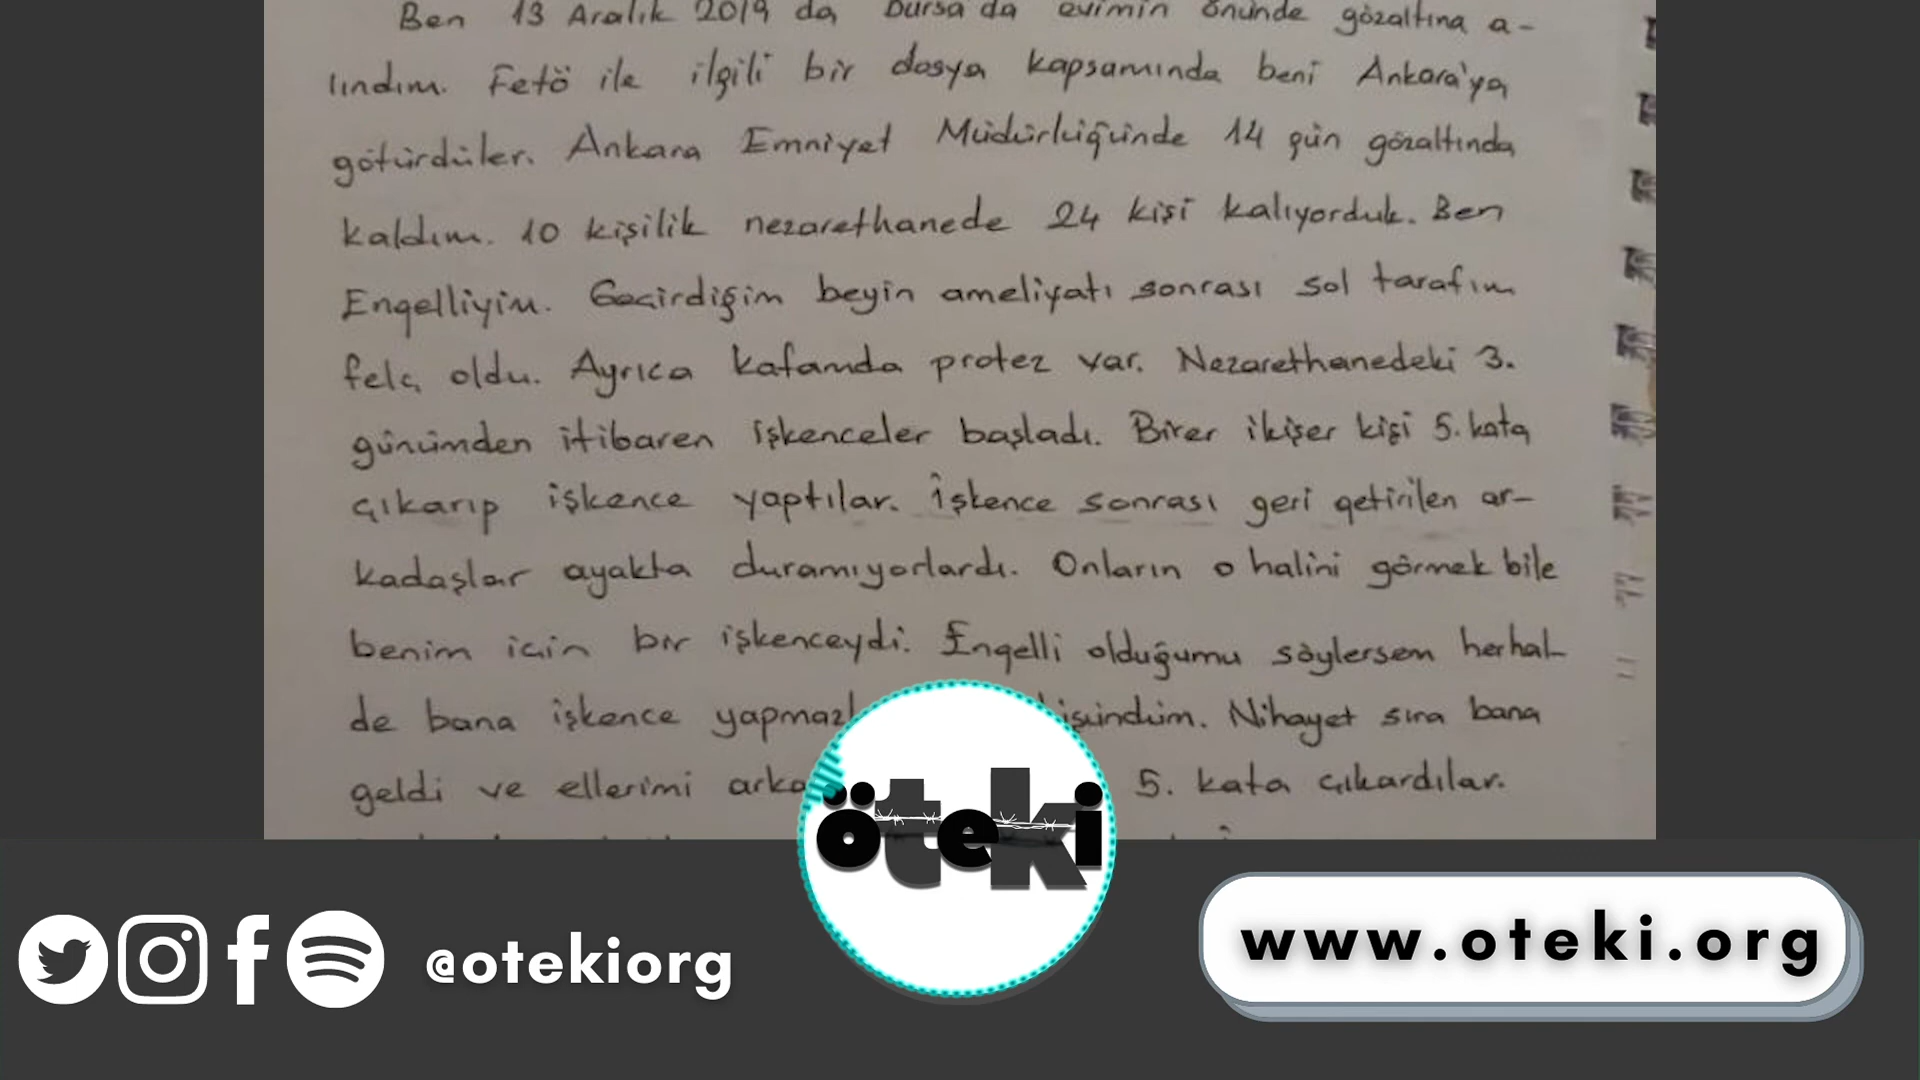 Ben 13 Aralık 2019 da Bursa'da evimin önünde gözaltına a-
lındım. Fetö ile ilgili bir dosya kapsamında beni Ankara'ya
götürdüler. Ankara Emniyet Müdürlüğünde 14 gün gözaltında
kaldım. 10 kişilik nezarethanede 24 kişi kalıyorduk. Ben
Engelliyim. Geçirdiğim beyin ameliyatı sonrası sol tarafım
felç oldu. Ayrıca kafamda protez var. Nezarethanedeki 3.
günümden itibaren işkenceler başladı. Birer ikişer kişi 5. kata
çıkarıp işkence yaptılar. İşkence sonrası geri getirilen ar-
kadaşlar ayakta duramıyorlardı. Onların o halini görmek bile
benim için bir işkenceydi. Engelli olduğumu söylersem herhal-
de bana işkence Nihayet sıra bana
geldi ve ellerimi 5. kata çıkardılar.
öteki
@otekiorg
www.oteki.org